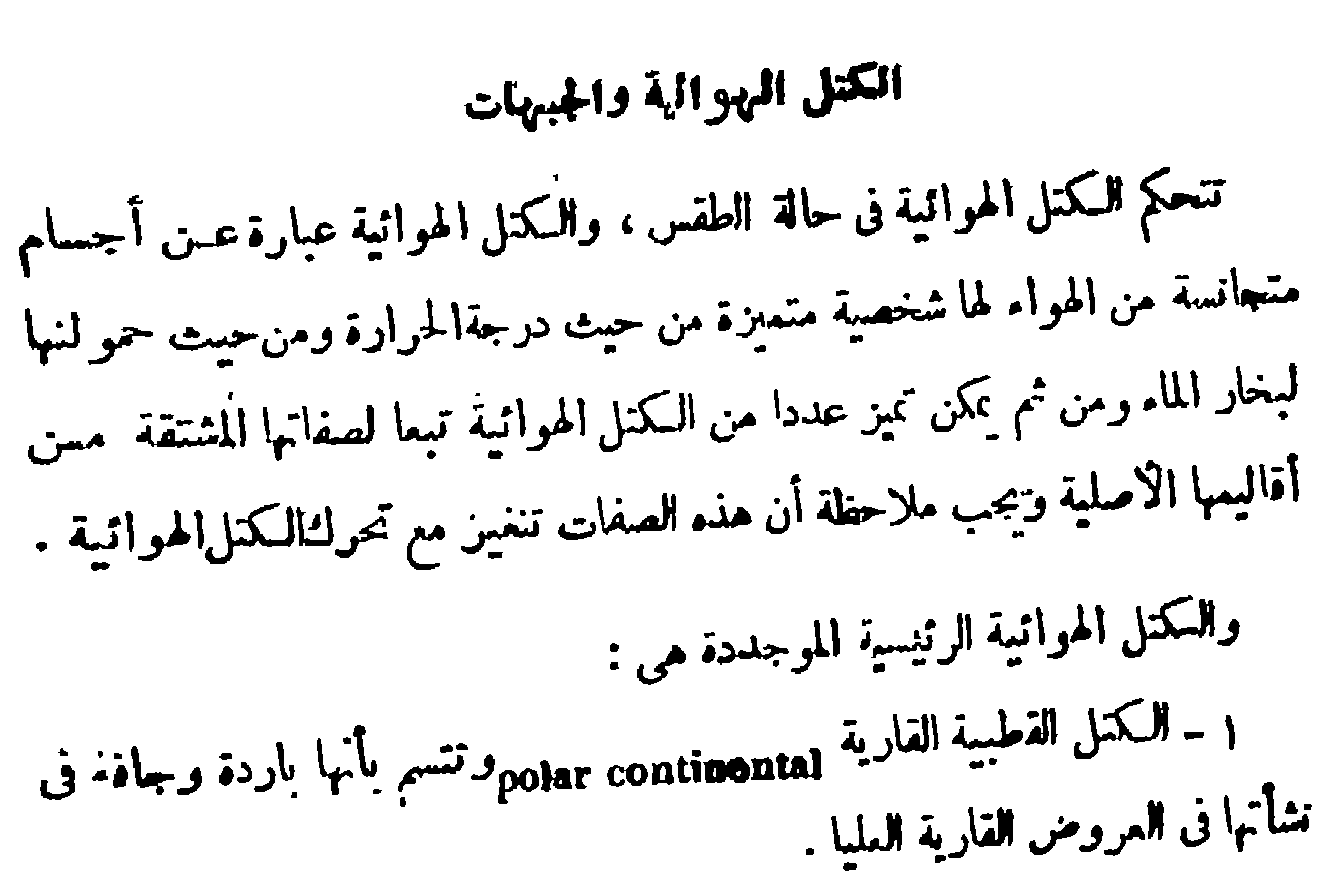 الكتل الهوائية والجبهات
تتحكم الكتل الهوائية فى حالة الطقس ، والكتل الهوائية عبارة عن أجسام
متجانسة من الهواء لها شخصية متميزة من حيث درجة الحرارة ومن حيث حمولتها
لبخار الماء ومن ثم يمكن تميز عددا من الكتل الهوائية تبعا لصفاتها المشتقة من
أقاليمها الأصلية ويجب ملاحظة أن هذه الصفات تتغير مع تحرك الكتل الهوائية .
والكتل الهوائية الرئيسية الموجددة هى :
١ - الكتل القطبية القارية polar continental وتتسم بأنها باردة وجافة فى
نشأتها فى العروض القارية العليا .